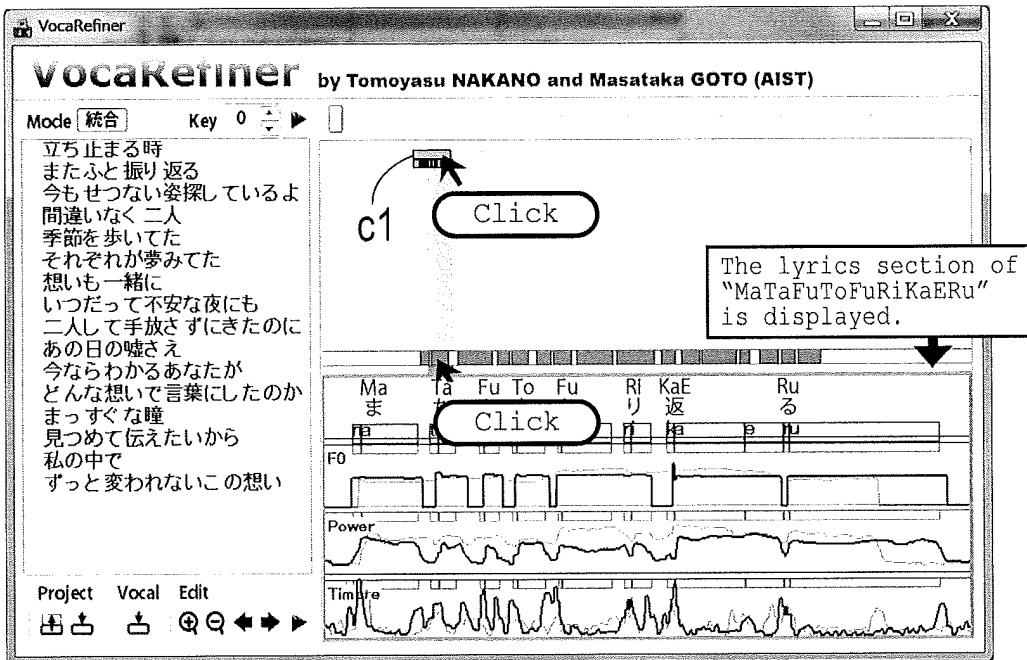 VocaRefiner
VocaRefiner by Tomoyasu NAKANO and Masataka GOTO (AIST)
Mode 統合 Key 0
立ち止まる時
またふと振り返る
今もせつない姿探しているよ
間違いなく二人
季節を歩いてた
それぞれが夢みてた
想いも一緒に
いつだって不安な夜にも
二人して手放さずにきたのに
あの日の嘘さえ
今ならわかるあなたが
どんな想いで言葉にしたのか
まっすぐな瞳
見つめて伝えたいから
私の中で
ずっと変われないこの想い
Project Vocal Edit
c1
Click
The lyrics section of
“MaTaFuToFuRiKaERu”
is displayed.
Ma Ta Fu To Fu Ri KaE Ru
ま り 返 る
Click
ma ri ka e ru
F0
Power
Timbre